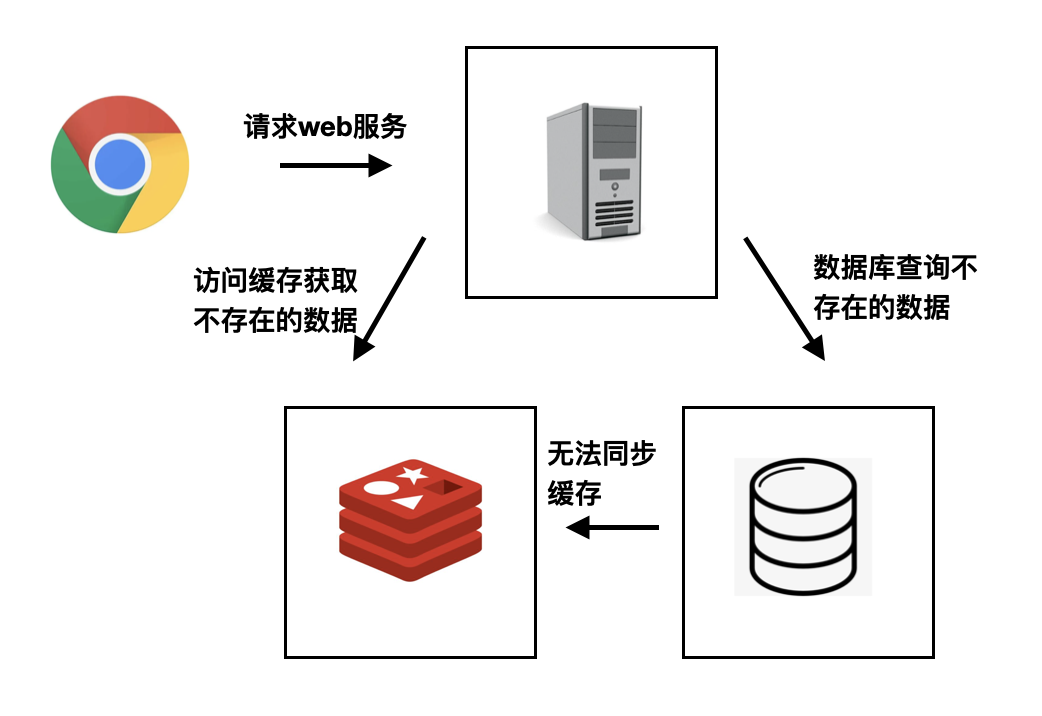 请求web服务
访问缓存获取
不存在的数据
数据库查询不
存在的数据
无法同步
缓存